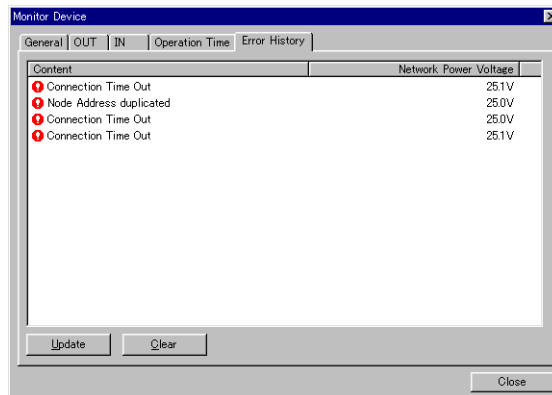 Monitor Device
General OUT IN Operation Time Error History
Content Network Power Voltage
Connection Time Out 25.1V
Node Address duplicated 25.0V
Connection Time Out 25.0V
Connection Time Out 25.1V
Update Clear
Close